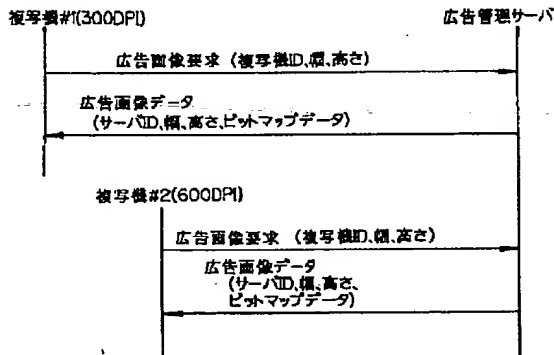 複写機#1(300DPI)
広告管理サーバ
広告画像要求 (複写機ID,幅,高さ)
広告画像データ
(サーバID,幅、高さ,ビットマップデータ)
複写機#2(600DPI)
広告画像要求 (複写機ID,幅,高さ)
広告画像データ
(サーバID,幅、高さ、
ビットマップデータ)